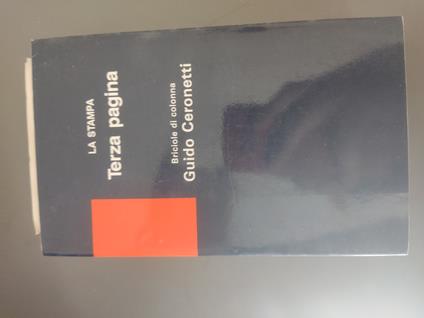 LA STAMPA
Terza pagina
Briciole di colonna
Guido Ceronetti